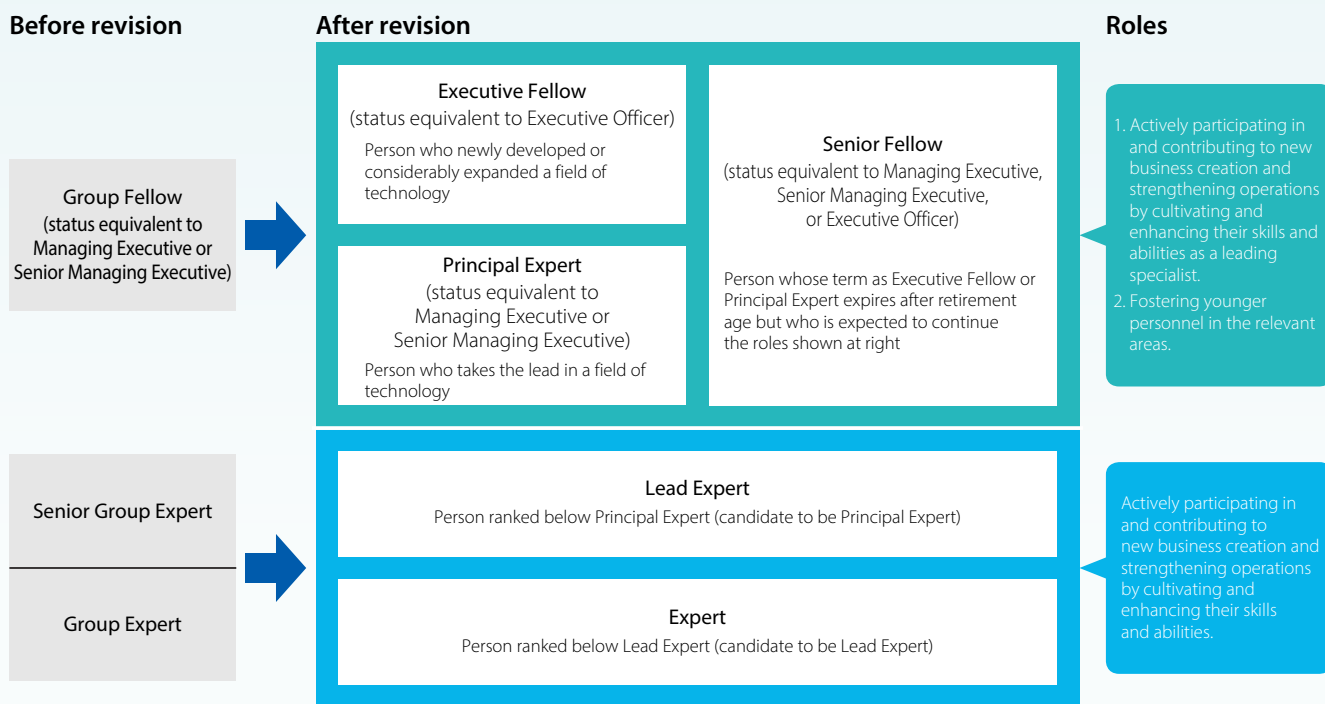 Before revision
After revision
Roles
Group Fellow
(status equivalent to
Managing Executive or
Senior Managing Executive)
Executive Fellow
(status equivalent to Executive Officer)
Person who newly developed or
considerably expanded a field of
technology
Principal Expert
(status equivalent to
Managing Executive or
Senior Managing Executive)
Person who takes the lead in a field of
technology
Senior Fellow
(status equivalent to Managing Executive,
Senior Managing Executive,
or Executive Officer)
Person whose term as Executive Fellow or
Principal Expert expires after retirement
age but who is expected to continue
the roles shown at right
1. Actively participating in
and contributing to new
business creation and
strengthening operations
by cultivating and
enhancing their skills and
abilities as a leading
specialist.
2. Fostering younger
personnel in the relevant
areas.
Senior Group Expert
Group Expert
Lead Expert
Person ranked below Principal Expert (candidate to be Principal Expert)
Expert
Person ranked below Lead Expert (candidate to be Lead Expert)
Actively participating in
and contributing to
new business creation and
strengthening operations
by cultivating and
enhancing their skills
and abilities.